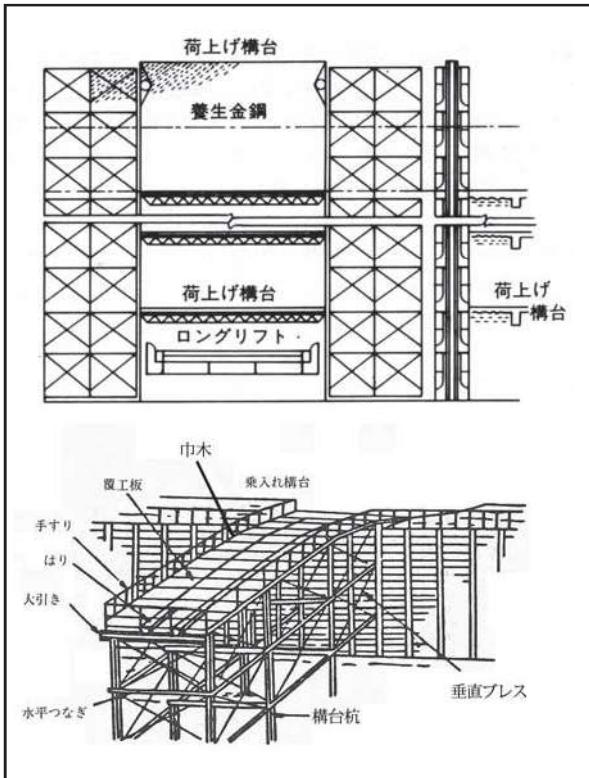 荷上げ構台
養生金鋼
荷上げ構台
荷上げ
構台
ロングリフト
巾木
覆工板
乗入れ構台
手すり
はり
大引き
水平つなぎ
構台杭
垂直ブレス